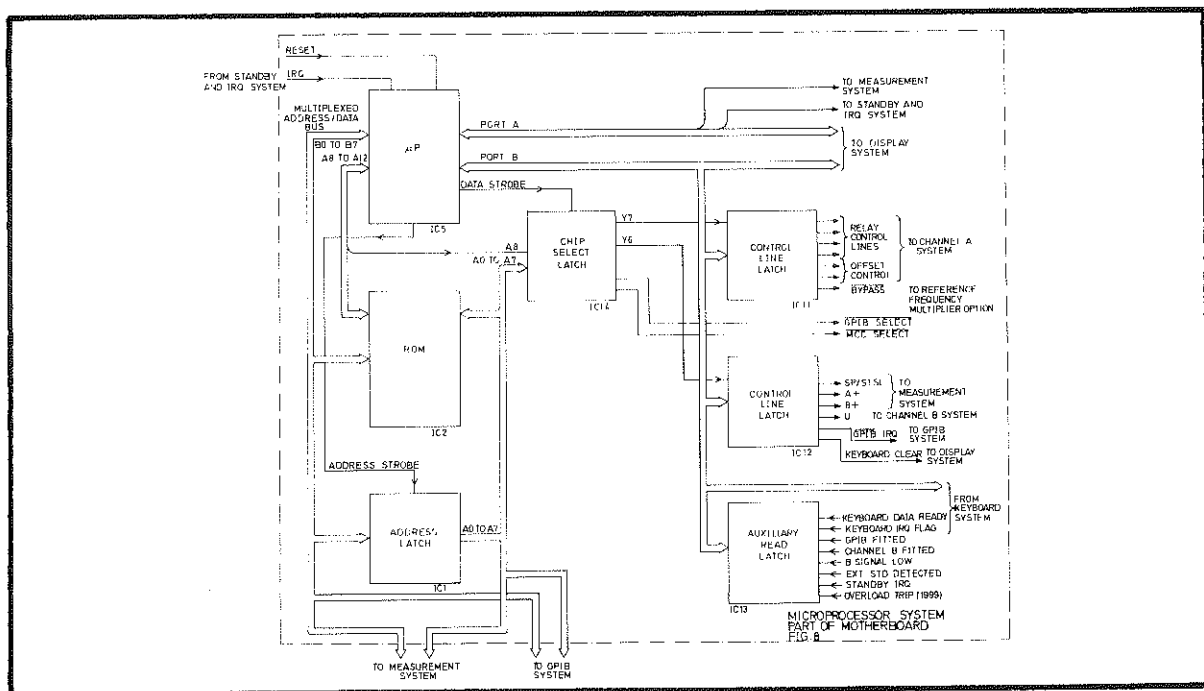 RESET
FROM STANDBY
AND IRQ SYSTEM
IRQ
MULTIPLEXED
ADDRESS/DATA
BUS
B0 TO B7
A8 TO A12
µP
IC5
PORT A
PORT B
DATA STROBE
TO MEASUREMENT
SYSTEM
TO STANDBY AND
IRQ SYSTEM
TO DISPLAY
SYSTEM
A8
A0 TO A7
CHIP
SELECT
LATCH
IC14
Y7
Y6
CONTROL
LINE
LATCH
IC11
RELAY
CONTROL
LINES
OFFSET
CONTROL
TO CHANNEL A
SYSTEM
BYPASS
TO REFERENCE
FREQUENCY
MULTIPLIER OPTION
GPIB SELECT
SELECT
ROM
IC2
CONTROL
LINE
LATCH
IC12
A+
B+
TO
MEASUREMENT
SYSTEM
U TO CHANNEL B SYSTEM
GPIB IRQ
TO GPIB
SYSTEM
KEYBOARD CLEAR TO DISPLAY
SYSTEM
ADDRESS STROBE
ADDRESS
LATCH
IC1
A0 TO A7
FROM
KEYBOARD
SYSTEM
AUXILIARY
READ
LATCH
IC13
KEYBOARD DATA READY
KEYBOARD IRQ FLAG
GPIB FITTED
CHANNEL B FITTED
B SIGNAL LOW
EXT STD DETECTED
STANDBY IRQ
OVERLOAD TRIP (1999)
MICROPROCESSOR SYSTEM
PART OF MOTHERBOARD
FIG. 8
TO MEASUREMENT
SYSTEM
TO GPIB
SYSTEM